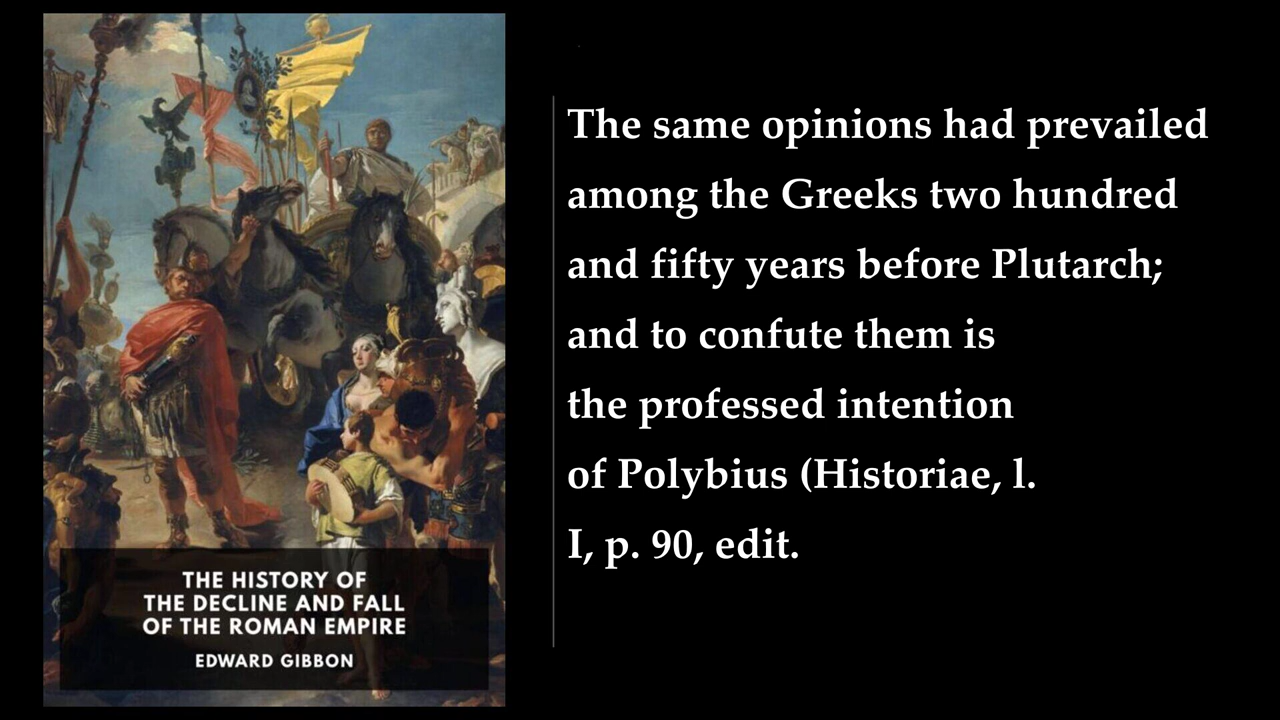 THE HISTORY OF
THE DECLINE AND FALL
OF THE ROMAN EMPIRE
EDWARD GIBBON
The same opinions had prevailed
among the Greeks two hundred
and fifty years before Plutarch;
and to confute them is
the professed intention
of Polybius (Historiae, l.
I, p. 90, edit.